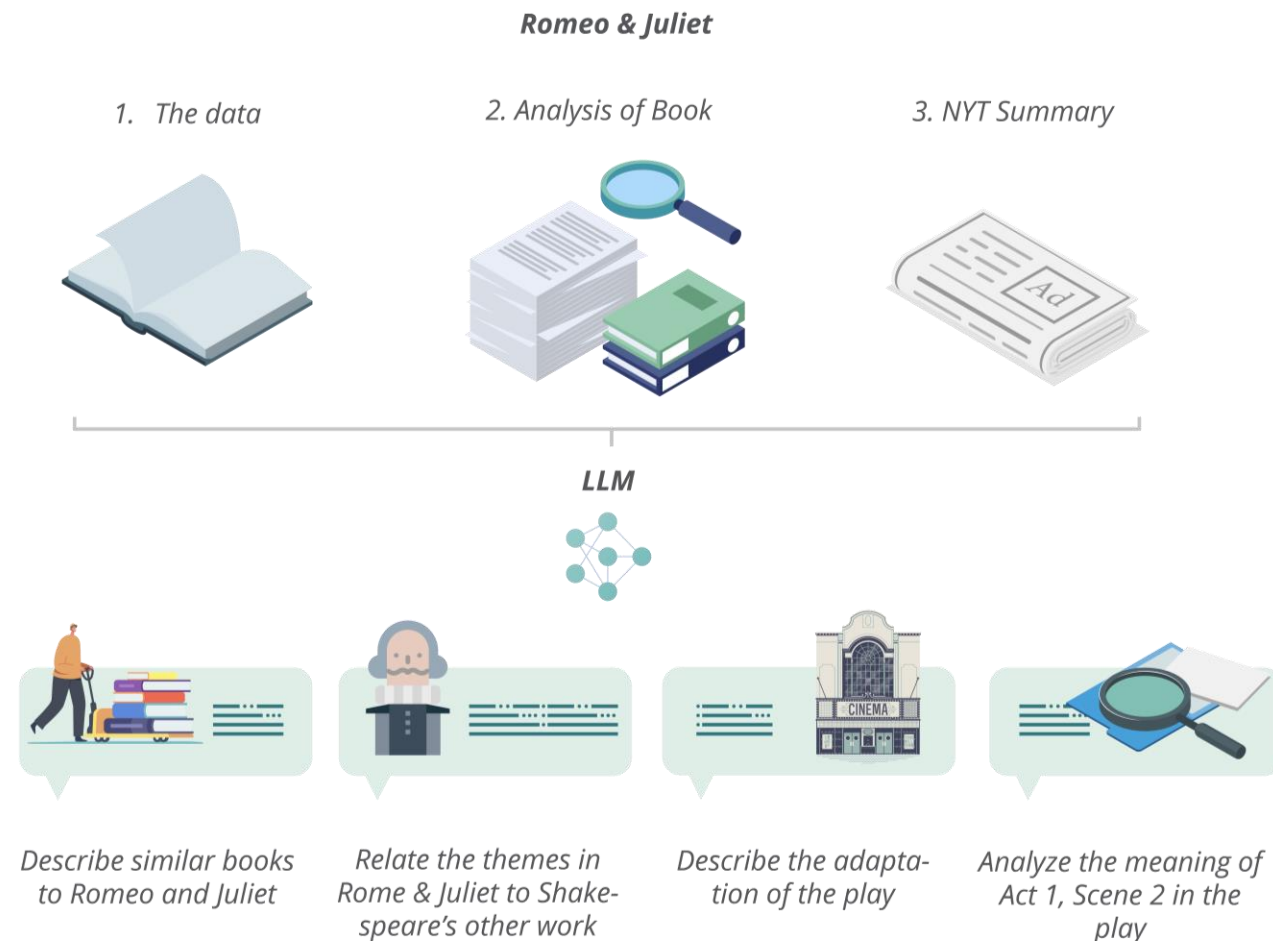 Romeo & Juliet
1. The data
2. Analysis of Book
3. NYT Summary
Ad
LLM
CINEMA
Describe similar books
to Romeo and Juliet
Relate the themes in
Rome & Juliet to Shake-
speare's other work
Describe the adapta-
tion of the play
Analyze the meaning of
Act 1, Scene 2 in the
play